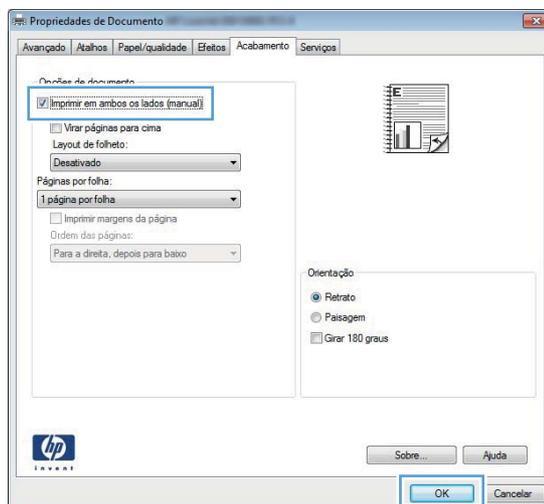 Propriedades de Documento
Avançado Atalhos Papel/qualidade Efeitos Acabamento Serviços
Opções de documento
Imprimir em ambos os lados (manual)
Virar páginas para cima
Layout de folheto:
Desativado
Páginas por folha:
1 página por folha
Imprimir margens da página
Ordem das páginas:
Para a direita, depois para baixo
E
Orientação
Retrato
Paisagem
Girar 180 graus
hp
invent
Sobre... Ajuda
OK Cancelar